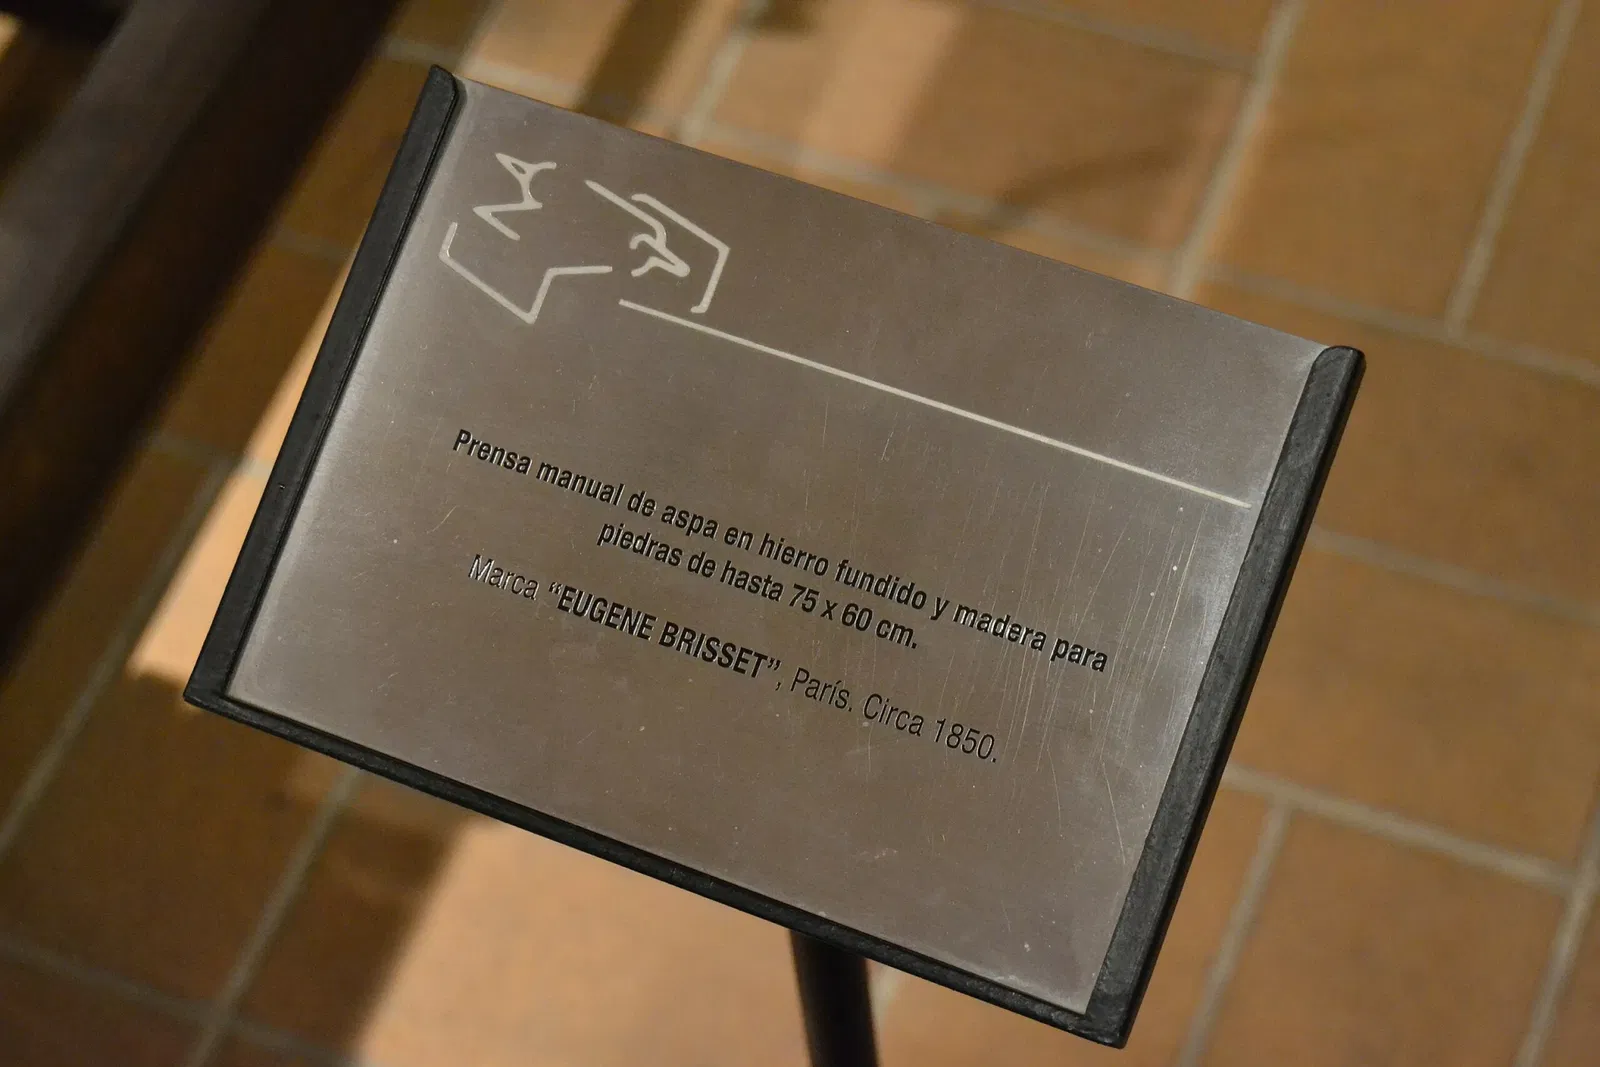 Prensa manual de aspa en hierro fundido y madera para
piedras de hasta 75 x 60 cm.
Marca “EUGENE BRISSET”, París. Circa 1850.